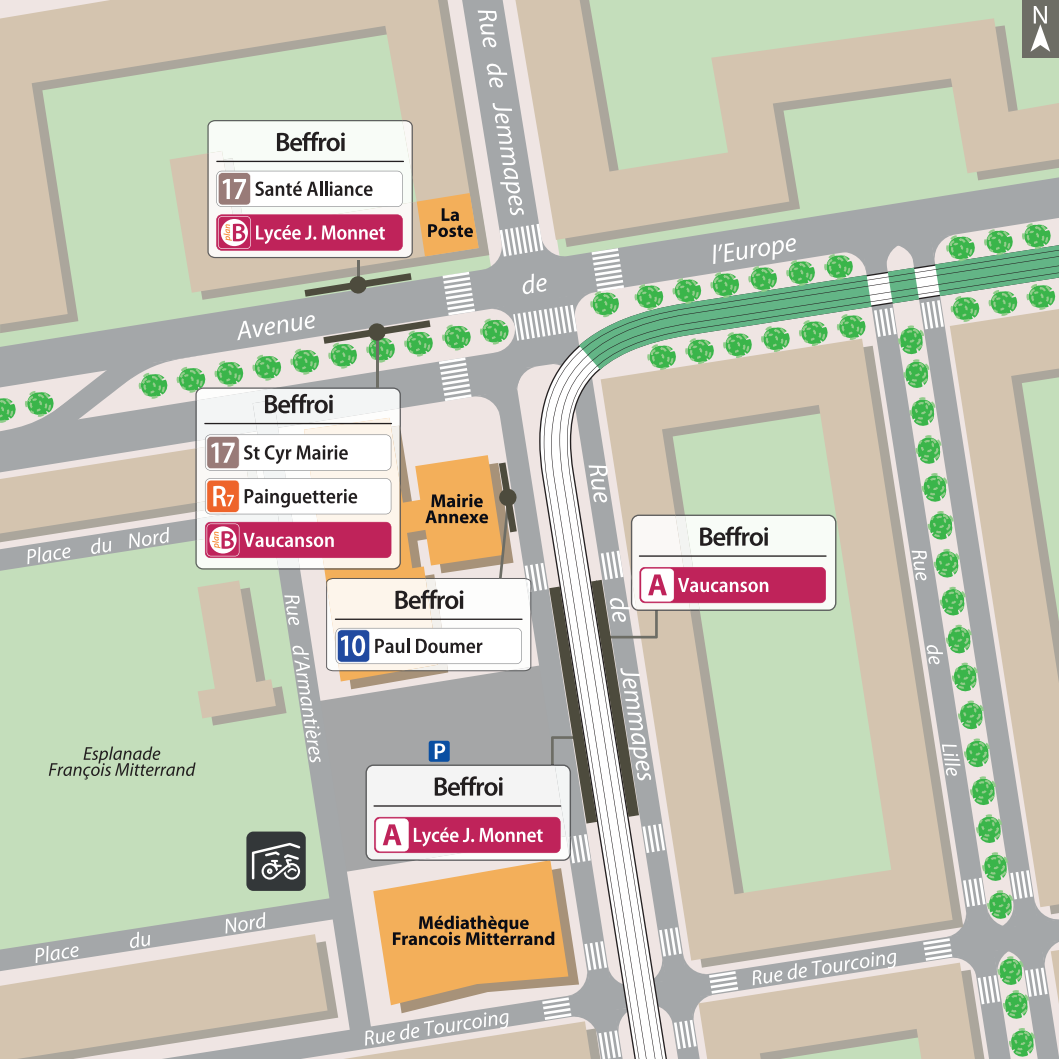 N
Rue de Jemmapes
Beffroi
17 Santé Alliance
plan B Lycée J. Monnet
La
Poste
Avenue de l'Europe
Beffroi
17 St Cyr Mairie
R7 Painguetterie
plan B Vaucanson
Mairie
Annexe
Rue de Jemmapes
Beffroi
A Vaucanson
Place du Nord
Beffroi
10 Paul Doumer
Rue d'Armantières
Rue de Lille
Esplanade
François Mitterrand
P
Beffroi
A Lycée J. Monnet
Médiathèque
Francois Mitterrand
Place du Nord
Rue de Tourcoing
Rue de Tourcoing